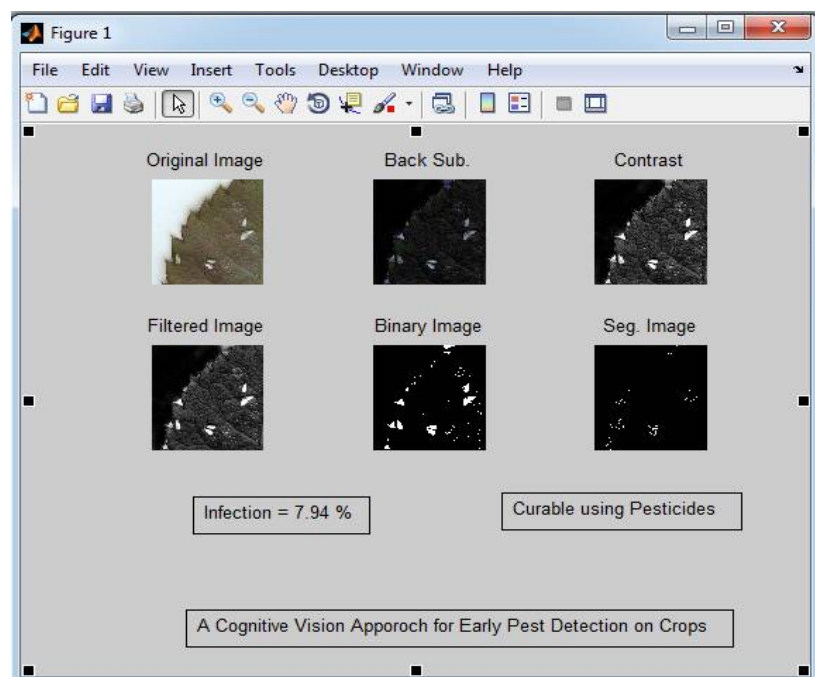 Figure 1
File Edit View Insert Tools Desktop Window Help
Original Image Back Sub. Contrast
Filtered Image Binary Image Seg. Image
Infection = 7.94 % Curable using Pesticides
A Cognitive Vision Apporoch for Early Pest Detection on Crops